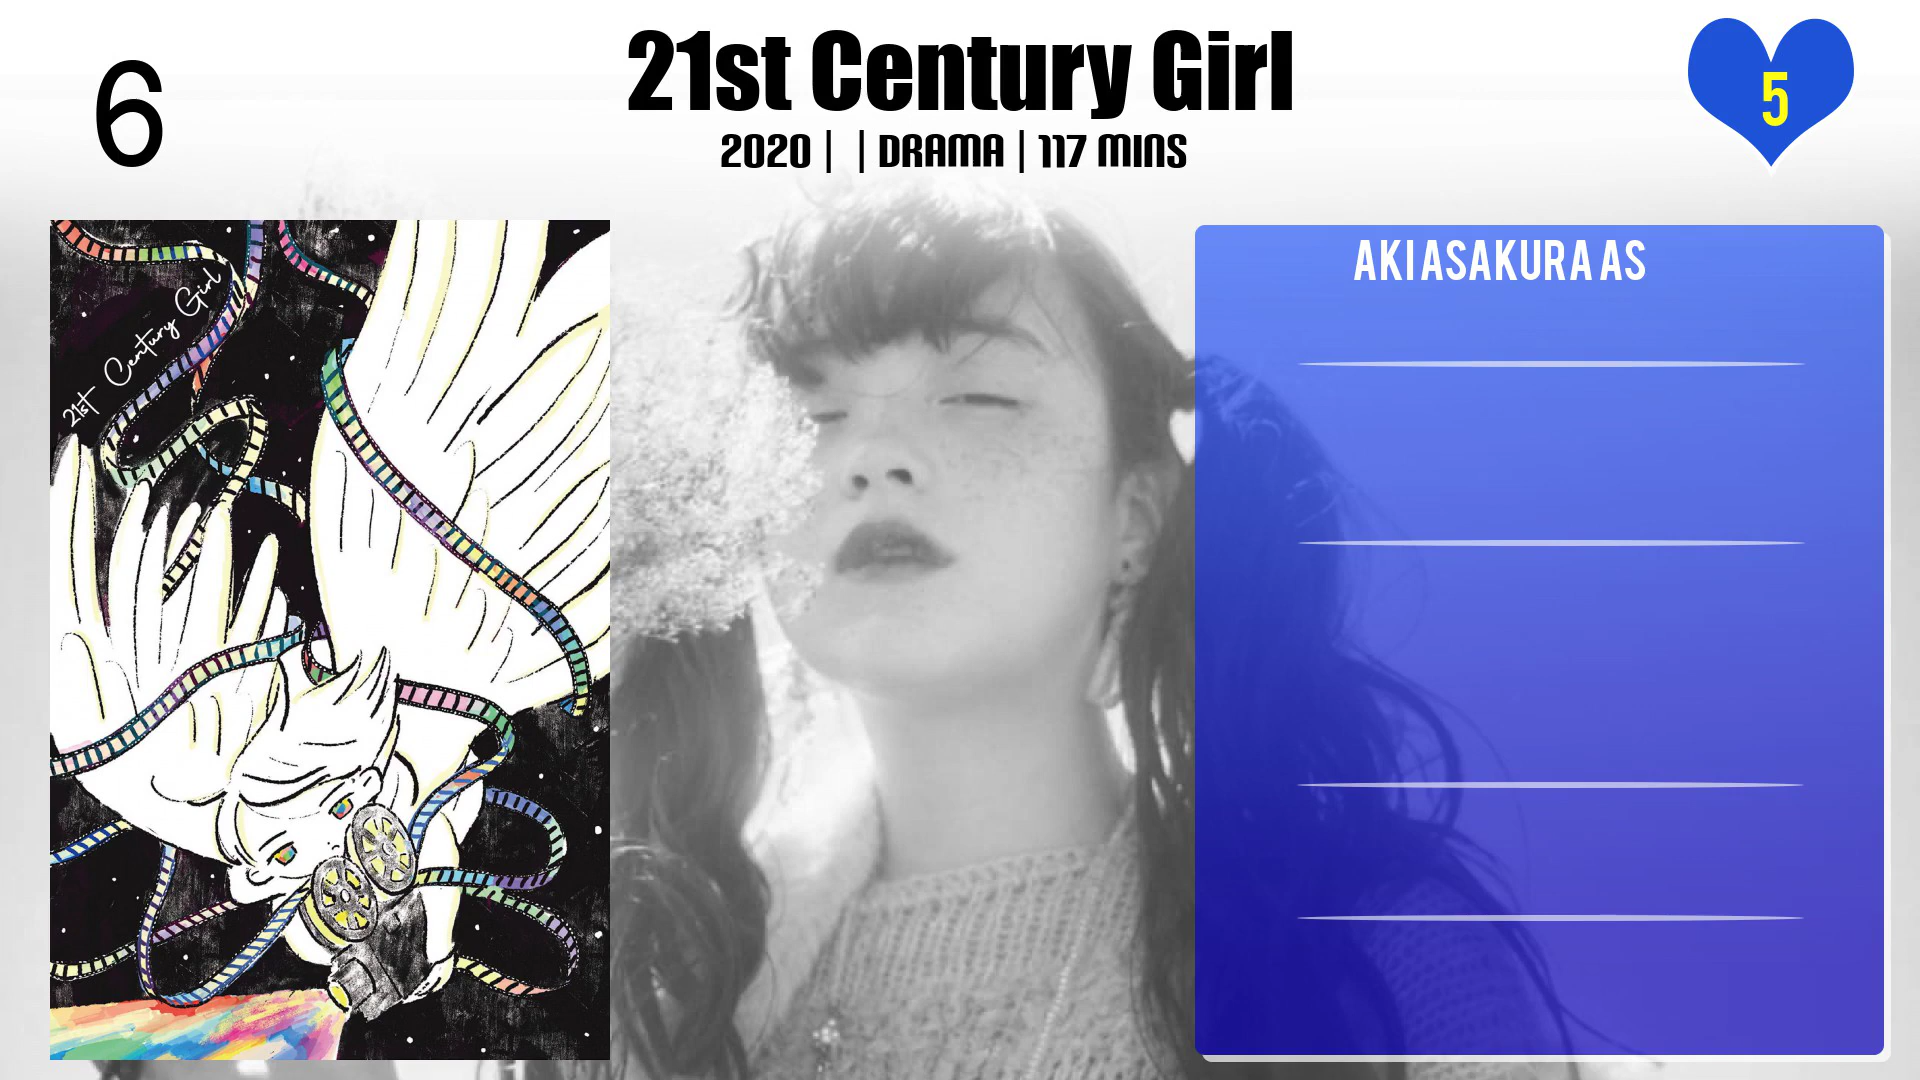 6
21st Century Girl
2020 | | DRAMA | 117 MINS
5
21st Century Girl
AKI ASAKURA AS